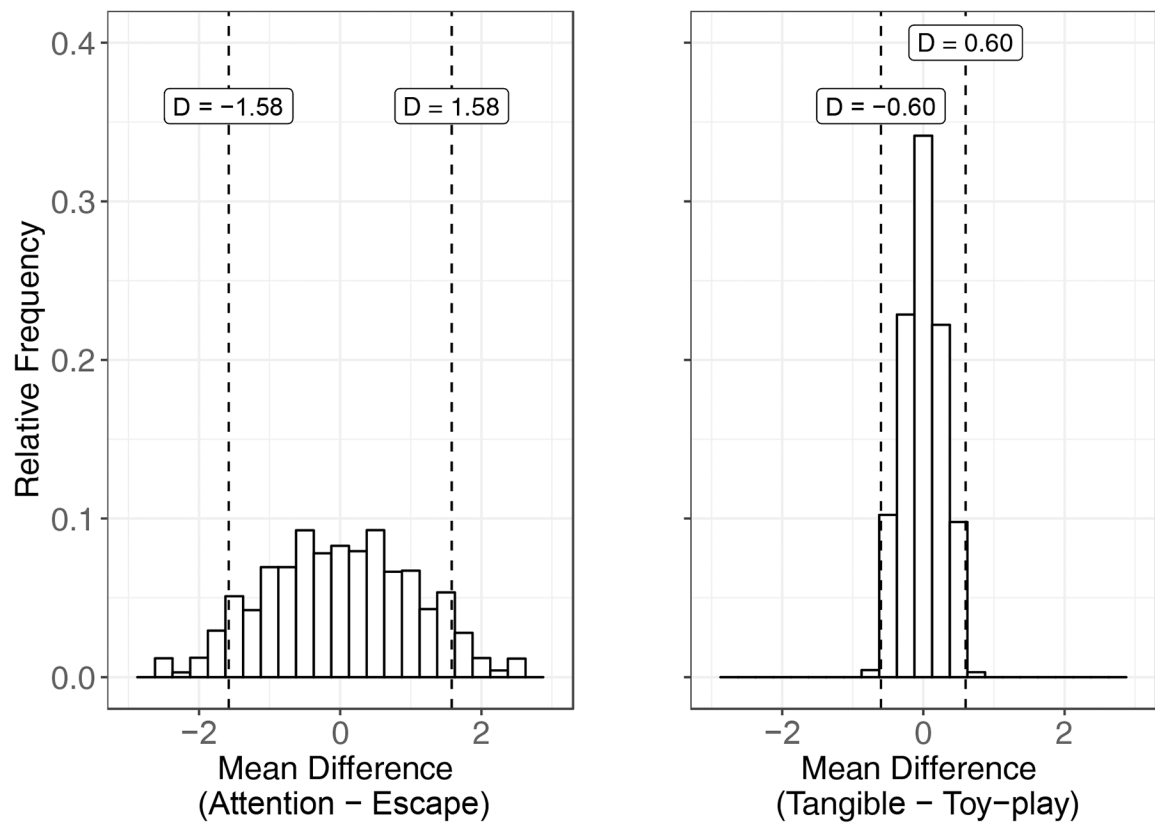 D = −1.58
D = 1.58
D = 0.60
D = −0.60
Relative Frequency
0.4
0.3
0.2
0.1
0.0
−2
0
2
−2
0
2
Mean Difference
(Attention − Escape)
Mean Difference
(Tangible − Toy-play)